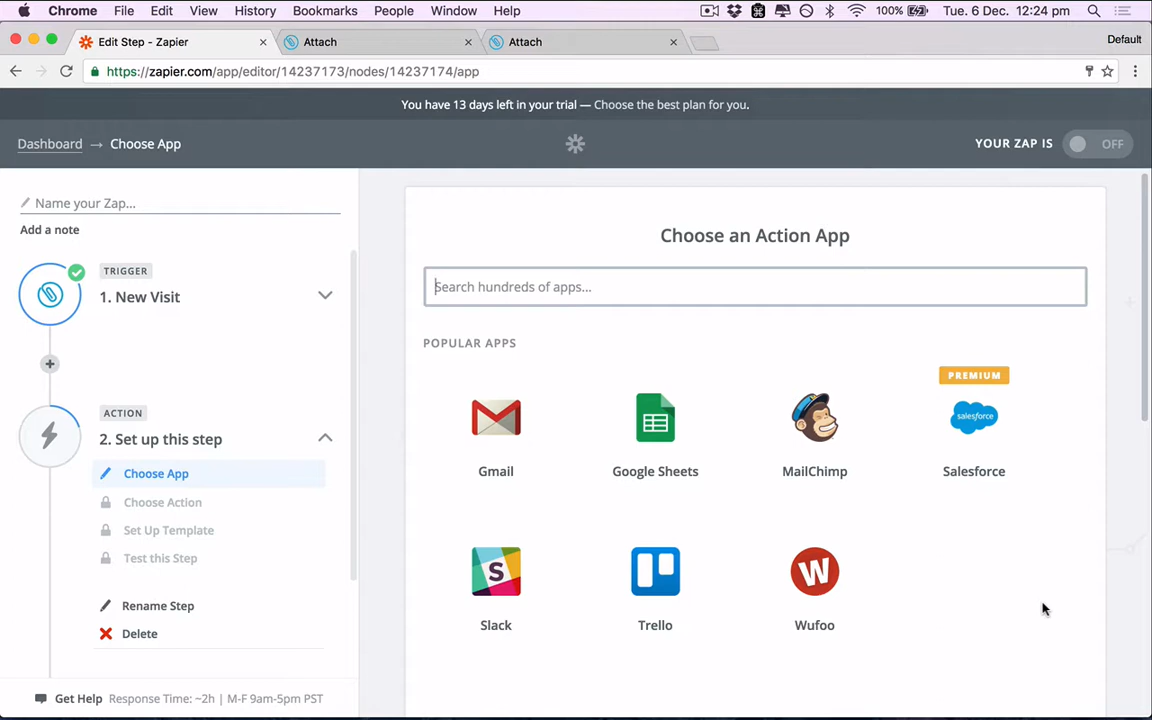 Chrome File Edit View History Bookmarks People Window Help 100% Tue. 6 Dec. 12:24 pm
Edit Step - Zapier Attach Attach Default
https://zapier.com/app/editor/14237173/nodes/14237174/app
You have 13 days left in your trial — Choose the best plan for you.
Dashboard → Choose App YOUR ZAP IS OFF
Name your Zap...
Add a note
TRIGGER
1. New Visit
ACTION
2. Set up this step
Choose App
Choose Action
Set Up Template
Test this Step
Rename Step
Delete
Get Help Response Time: ~2h | M-F 9am-5pm PST
Choose an Action App
Search hundreds of apps...
POPULAR APPS
PREMIUM
salesforce
Gmail Google Sheets MailChimp Salesforce
S W
Slack Trello Wufoo